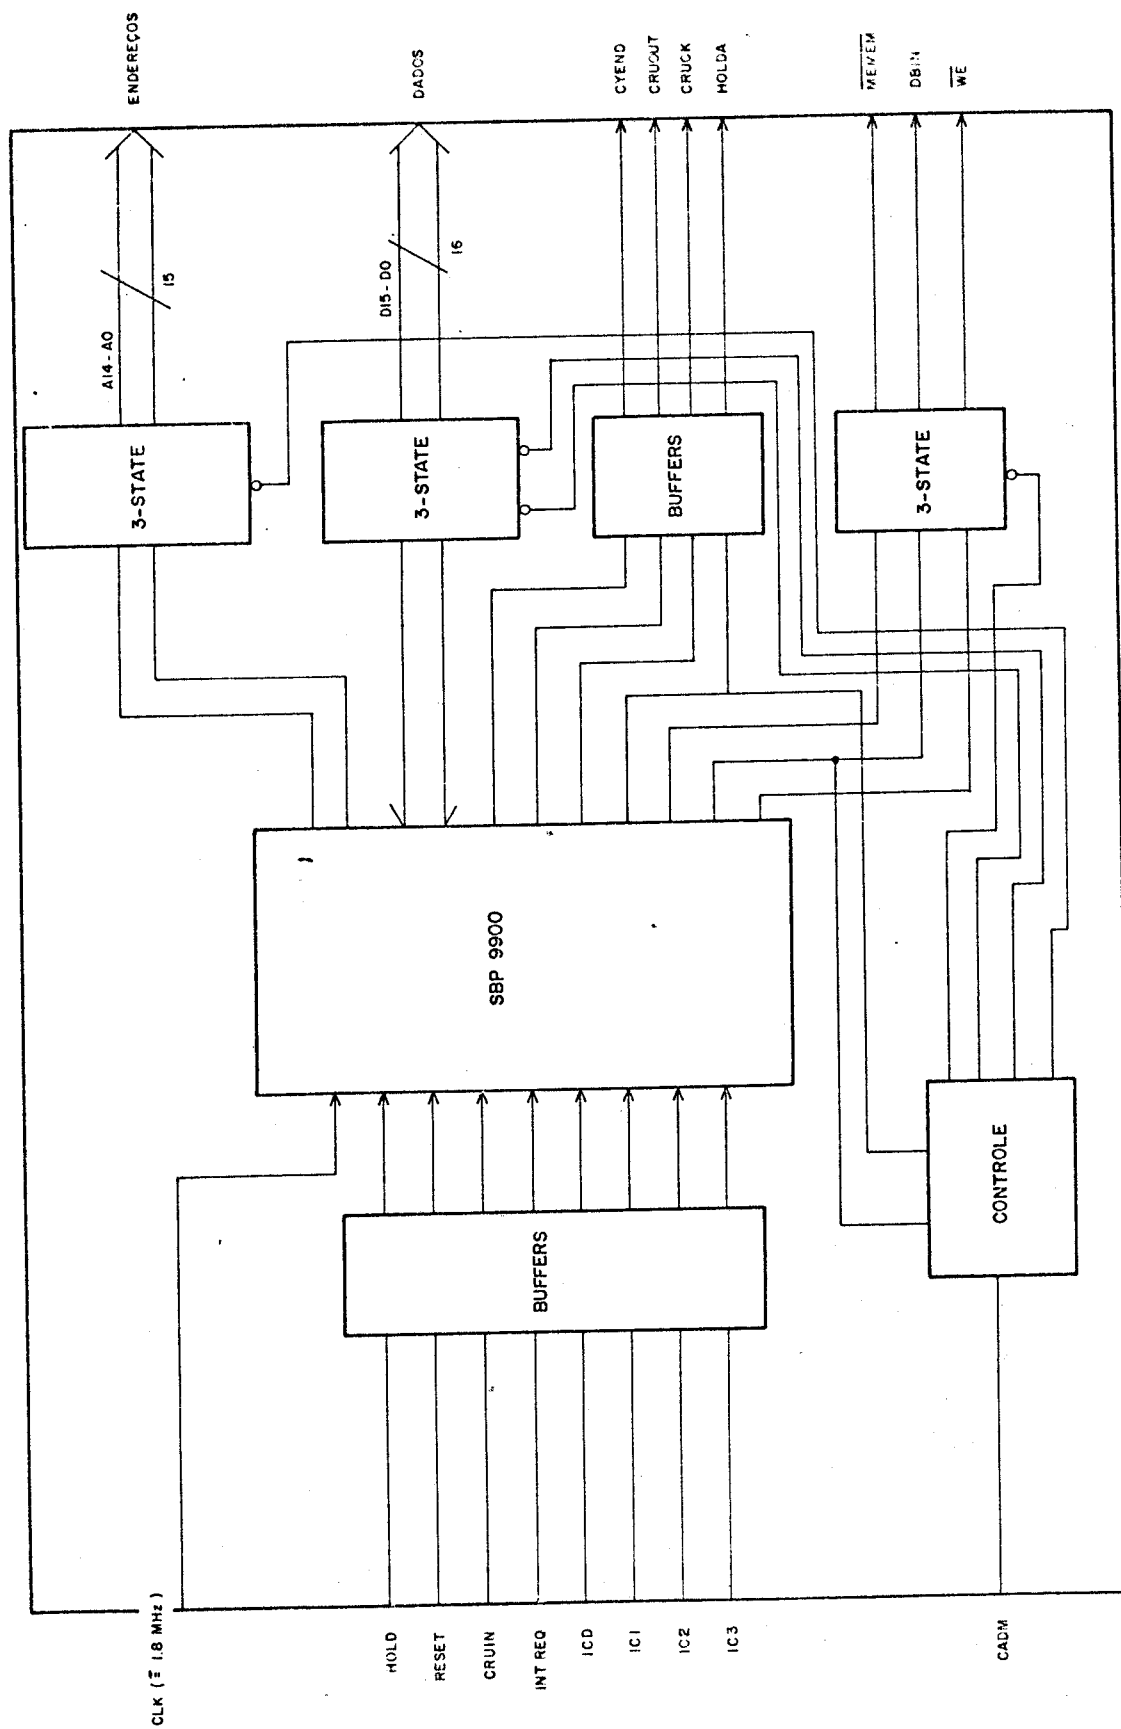 ENDEREÇOS
DADOS
CYEND
CRUOUT
CRUCK
HOLDA
MEMEM
DBIN
WE
A14-A0
15
D15-D0
16
3-STATE
3-STATE
BUFFERS
3-STATE
SBP 9900
BUFFERS
CONTROLE
CLK (≅ 1.8 MHz)
HOLD
RESET
CRUIN
INT REQ
ICD
IC1
IC2
IC3
CADM